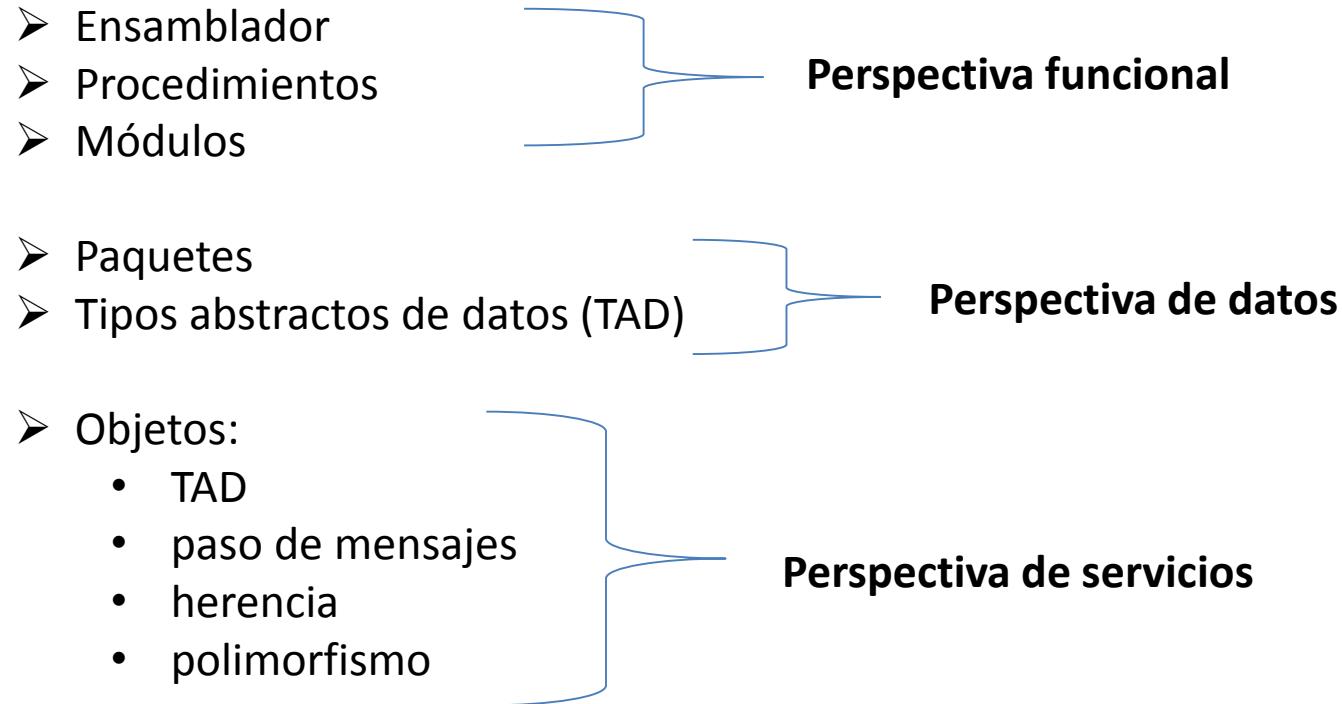 ➢ Ensamblador
➢ Procedimientos
➢ Módulos
Perspectiva funcional
➢ Paquetes
➢ Tipos abstractos de datos (TAD)
Perspectiva de datos
➢ Objetos:
• TAD
• paso de mensajes
• herencia
• polimorfismo
Perspectiva de servicios